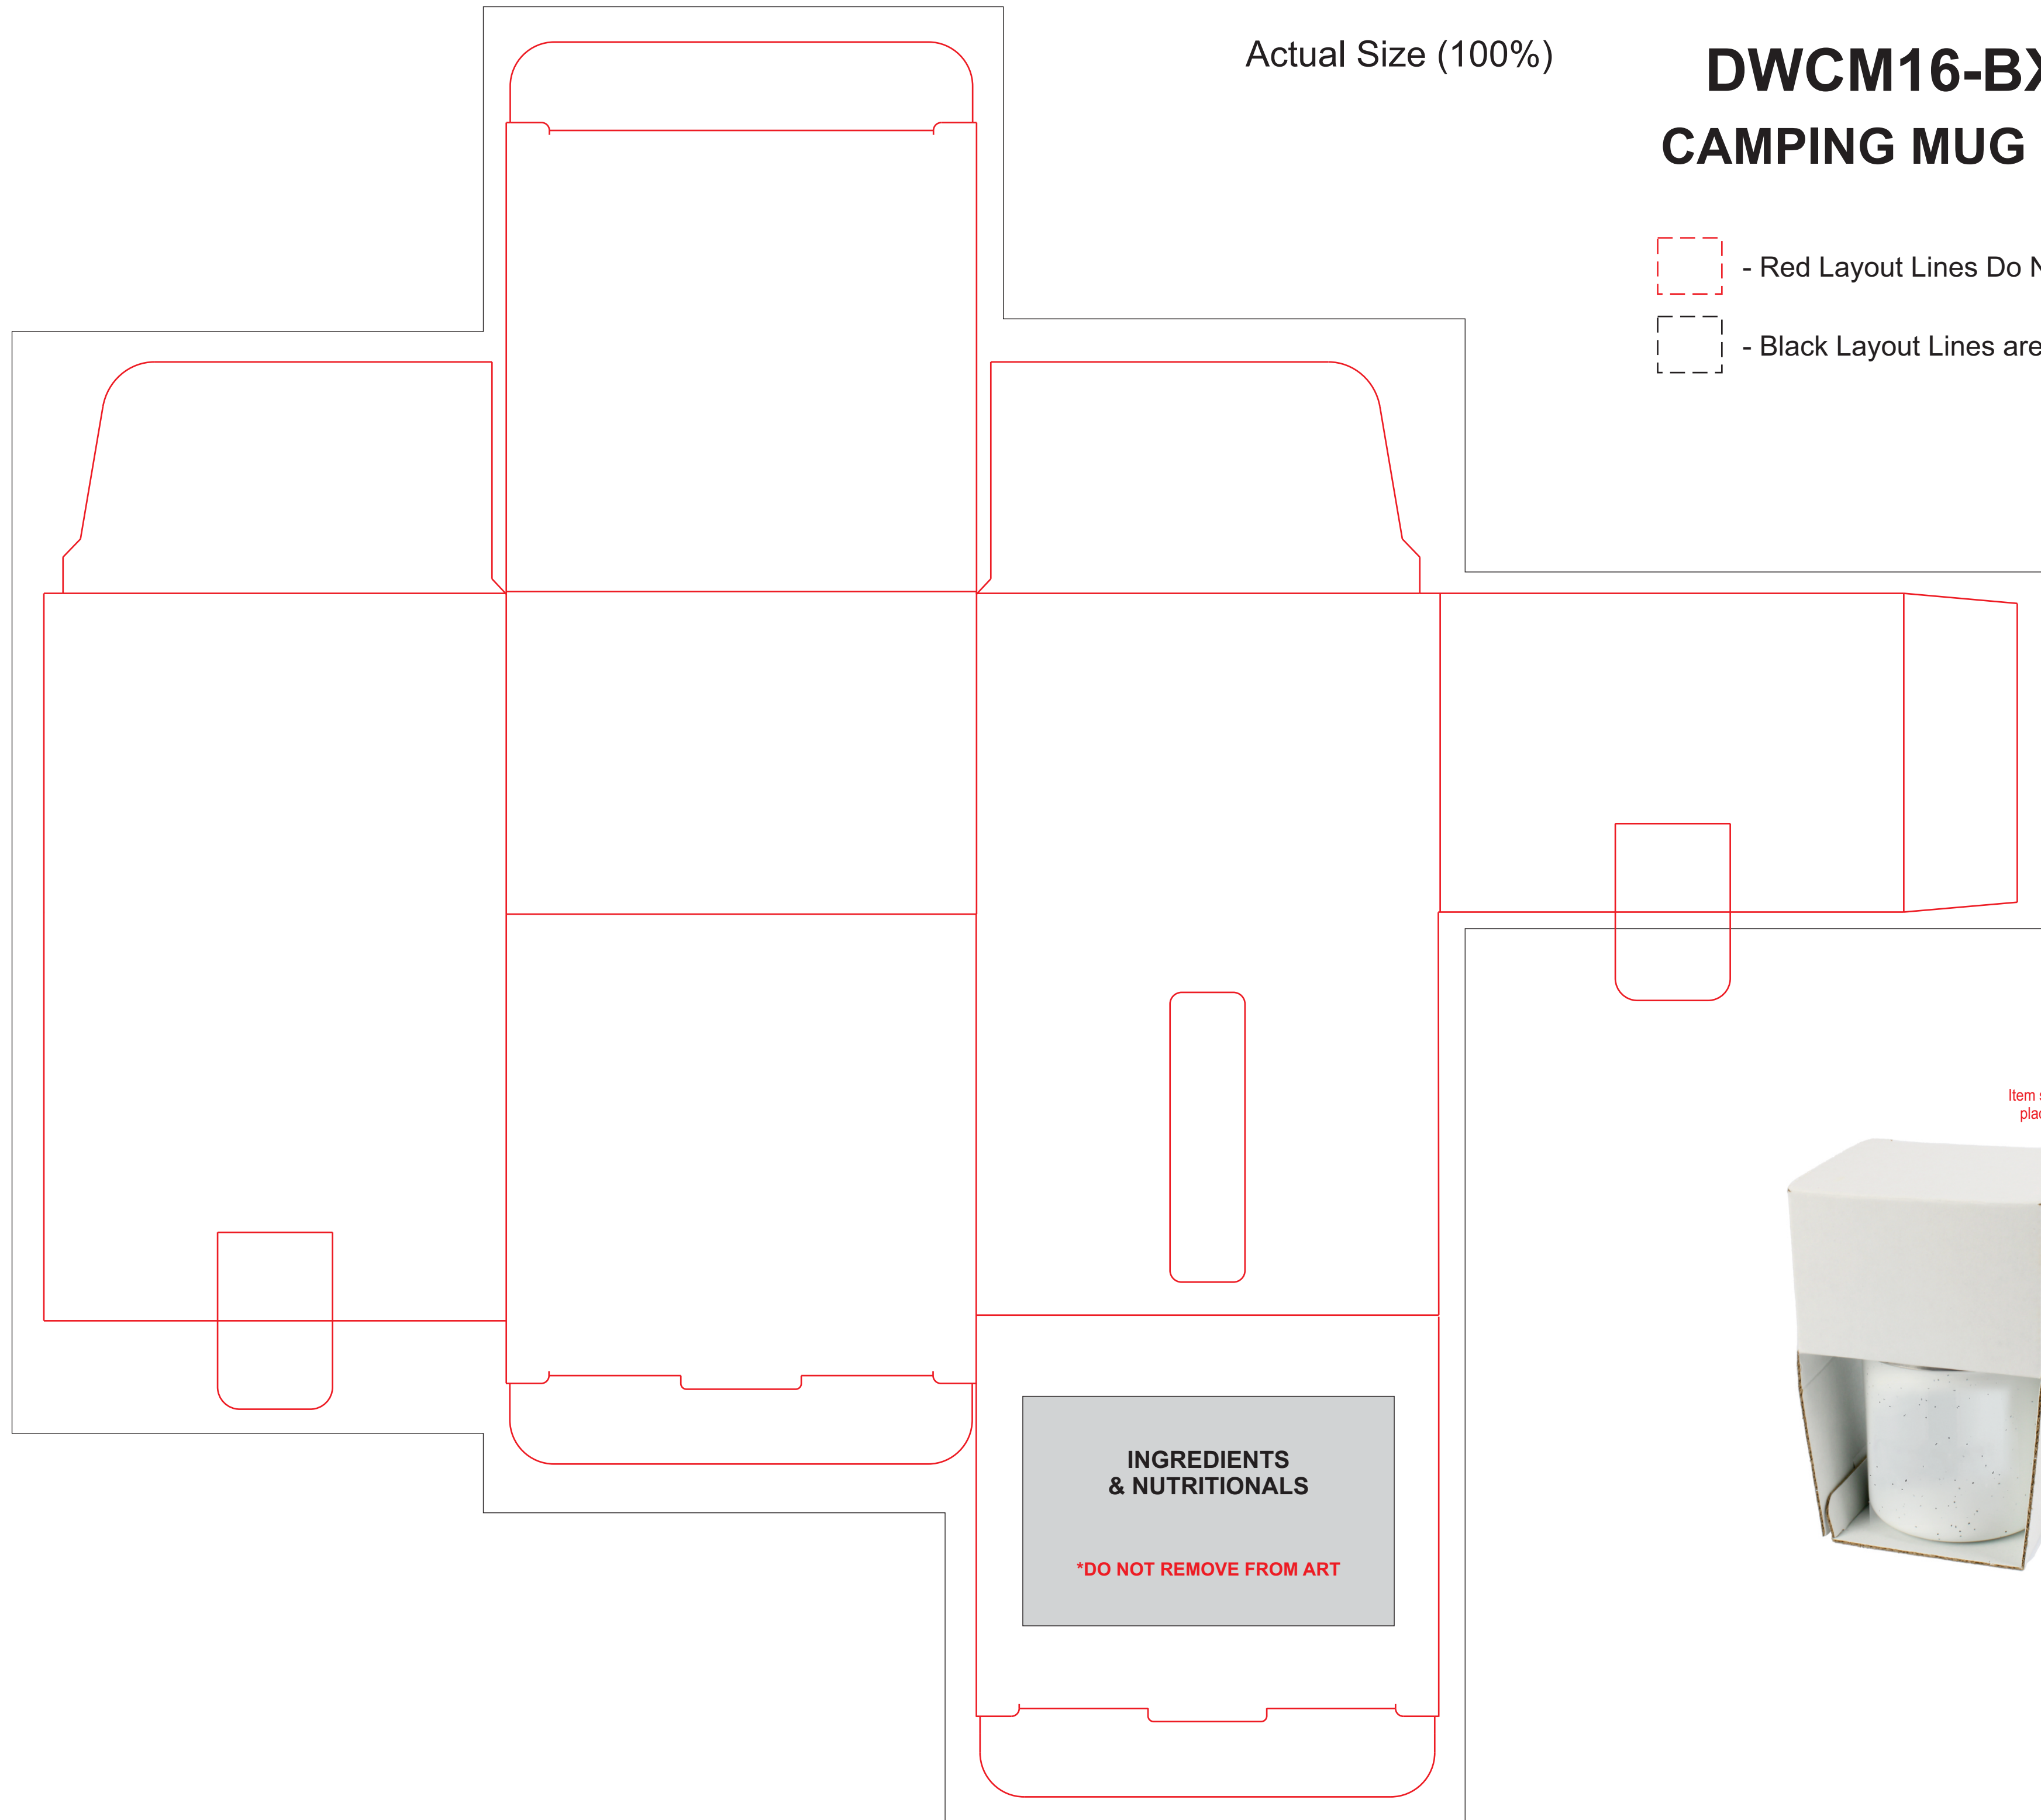 Actual Size (100%)
DWCM16-BX
CAMPING MUG
- Red Layout Lines Do
- Black Layout Lines are
Item
INGREDIENTS
& NUTRITIONALS
*DO NOT REMOVE FROM ART